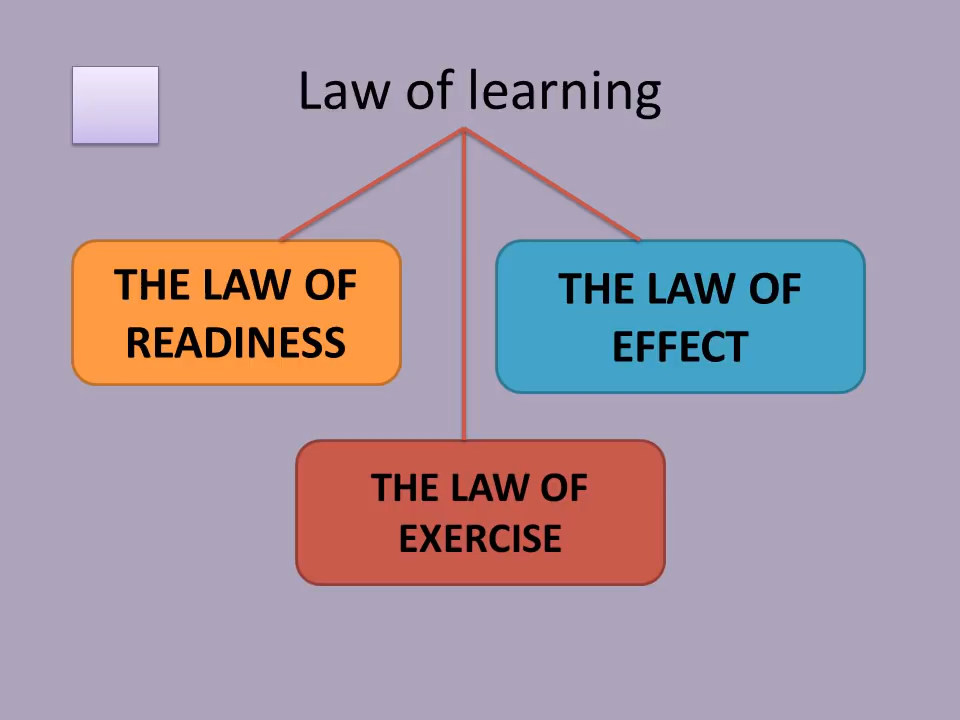 Law of learning
THE LAW OF
READINESS
THE LAW OF
EFFECT
THE LAW OF
EXERCISE